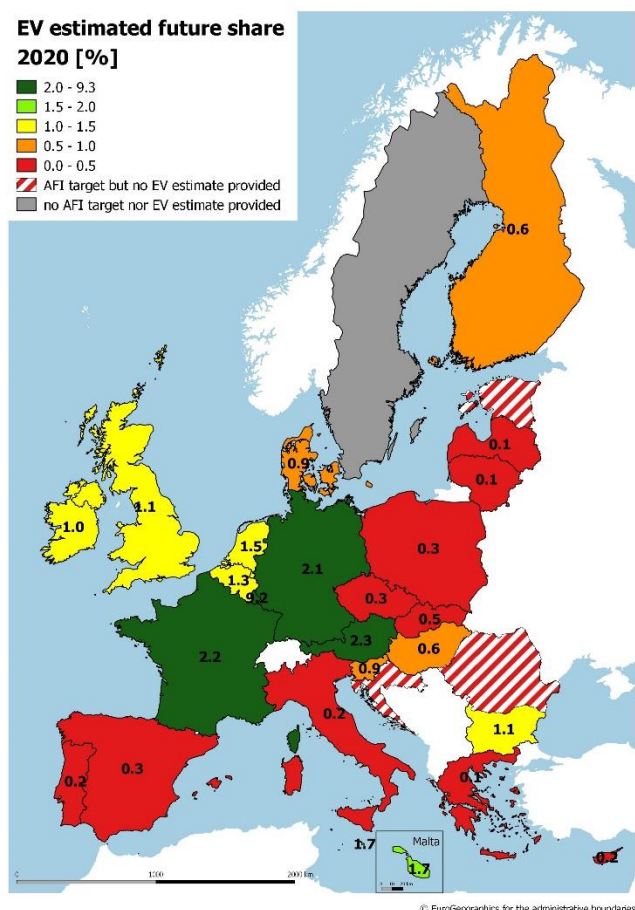 EV estimated future share
2020 [%]
2.0 - 9.3
1.5 - 2.0
1.0 - 1.5
0.5 - 1.0
0.0 - 0.5
AFI target but no EV estimate provided
no AFI target nor EV estimate provided
0.6
0.1
0.9
0.1
1.1
1.0
1.5
0.3
2.1
1.3
9.2
0.3
0.5
2.3
0.6
2.2
0.9
0.2
1.1
0.3
0.2
0.1
1.7
Malta
1.7
0.2
0
1000
2000 km
0 10 20 km
© EuroGeographics for the administrative boundaries